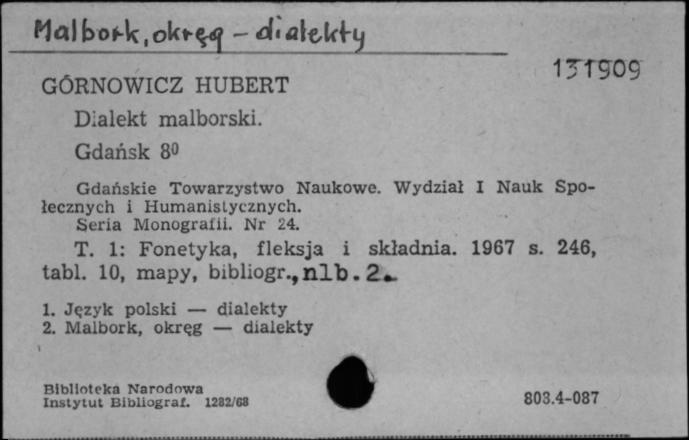 Malbork, okręg – dialekty
131909
GÓRNOWICZ HUBERT
Dialekt malborski.
Gdańsk 8⁰
Gdańskie Towarzystwo Naukowe. Wydział I Nauk Spo-
łecznych i Humanistycznych.
Seria Monografii. Nr 24.
T. 1: Fonetyka, fleksja i składnia. 1967 s. 246,
tabl. 10, mapy, bibliogr., nlb. 2.
1. Język polski — dialekty
2. Malbork, okręg — dialekty
Biblioteka Narodowa
Instytut Bibliograf. 1282/68
803.4-087